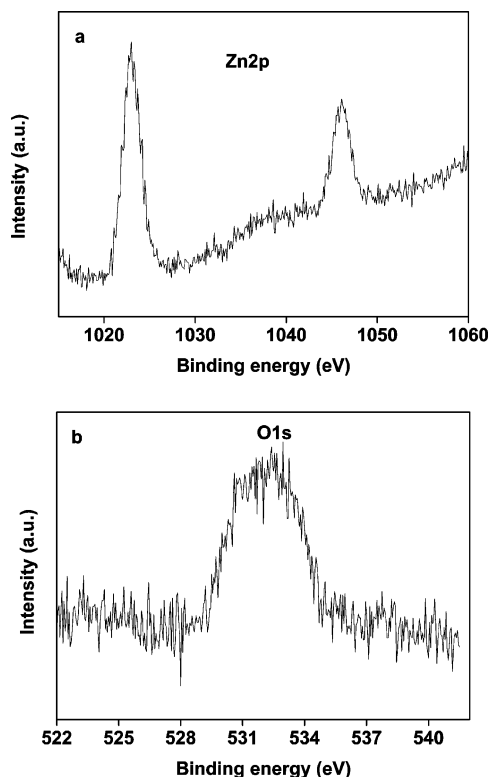 a
Zn2p
Intensity (a.u.)
1020 1030 1040 1050 1060
Binding energy (eV)
b
O1s
Intensity (a.u.)
522 525 528 531 534 537 540
Binding energy (eV)